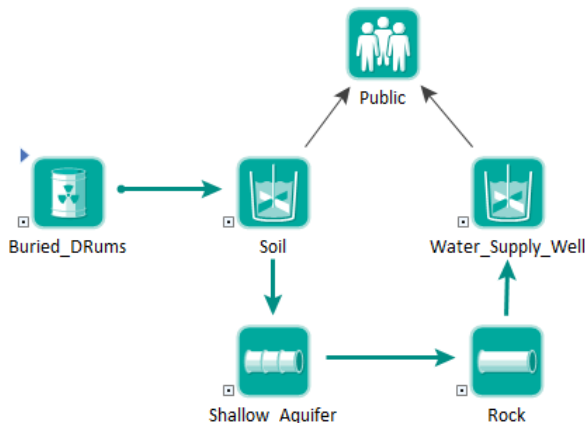 Public
Buried_DRums
Soil
Water_Supply_Well
Shallow_Aquifer
Rock